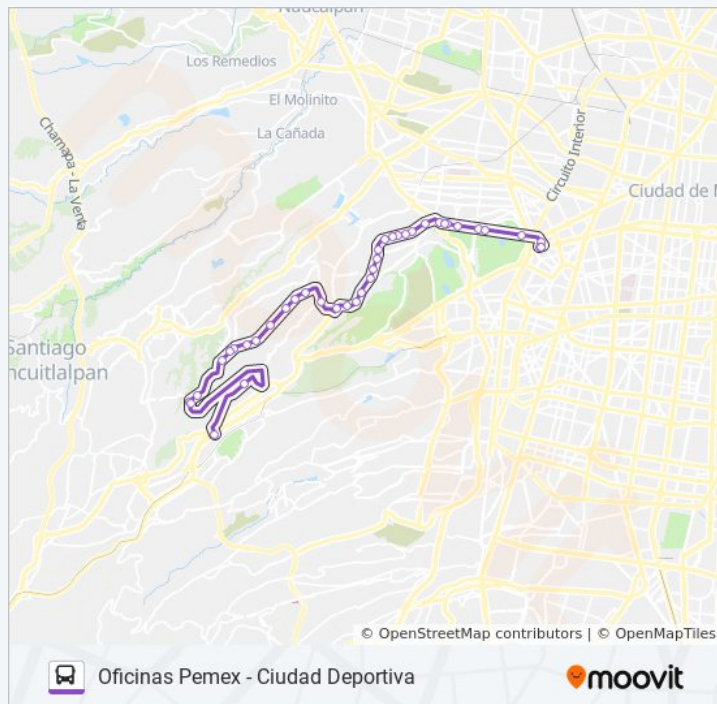 Naucalpan
Los Remedios
El Molinito
La Cañada
Chamapa - La Venta
Circuito Interior
Ciudad de M
Santiago
ncuitlalpan
© OpenStreetMap contributors | © OpenMapTiles
Oficinas Pemex - Ciudad Deportiva
moovit